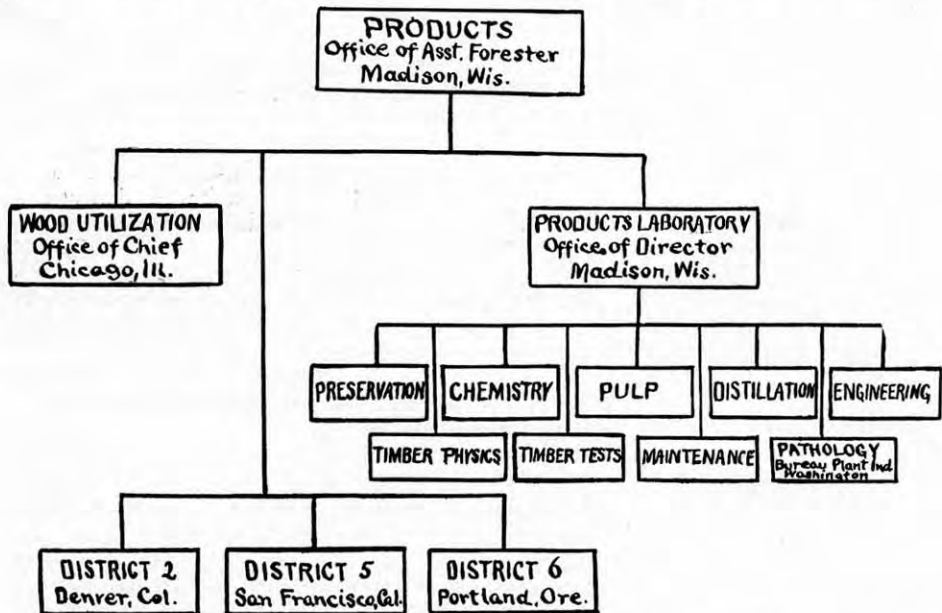 PRODUCTS
Office of Asst. Forester
Madison, Wis.
WOOD UTILIZATION
Office of Chief
Chicago, Ill.
PRODUCTS LABORATORY
Office of Director
Madison, Wis.
PRESERVATION
CHEMISTRY
PULP
DISTILLATION
ENGINEERING
TIMBER PHYSICS
TIMBER TESTS
MAINTENANCE
PATHOLOGY
Bureau Plant Ind
Washington
DISTRICT 2
Denver, Col.
DISTRICT 5
San Francisco, Cal.
DISTRICT 6
Portland, Ore.